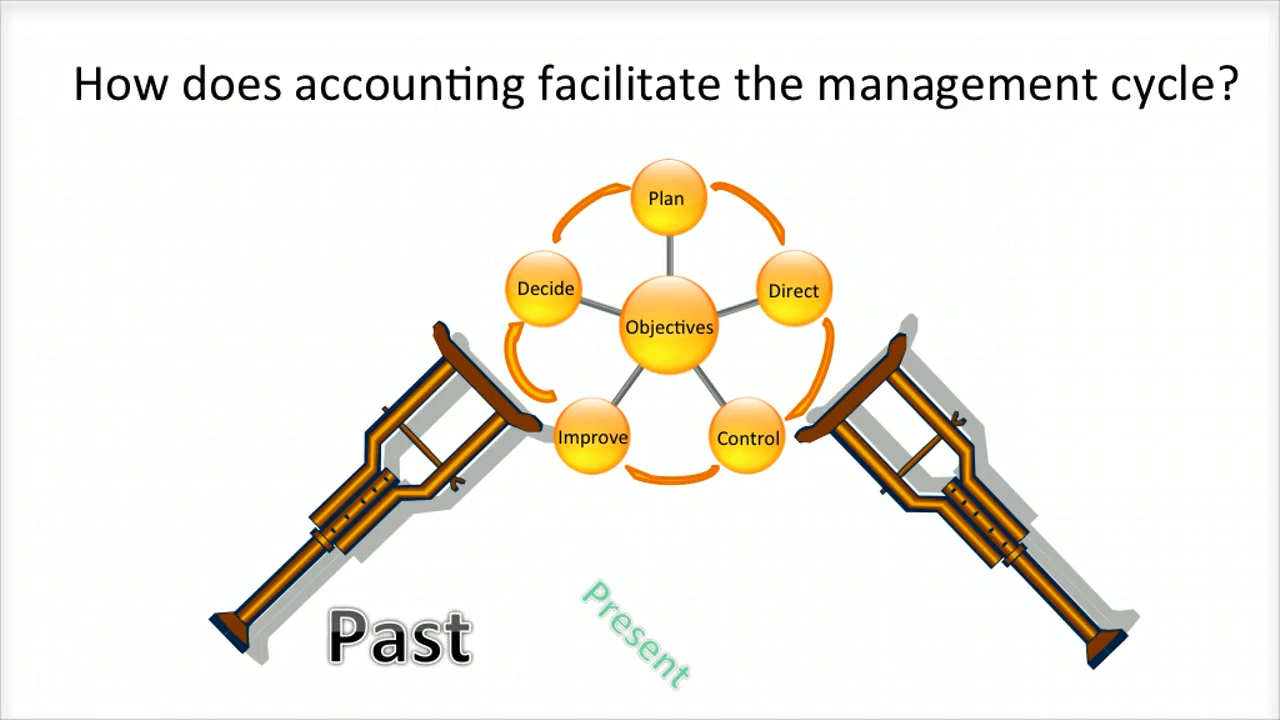 How does accounting facilitate the management cycle?
Plan
Decide
Direct
Objectives
Improve
Control
Past
Present